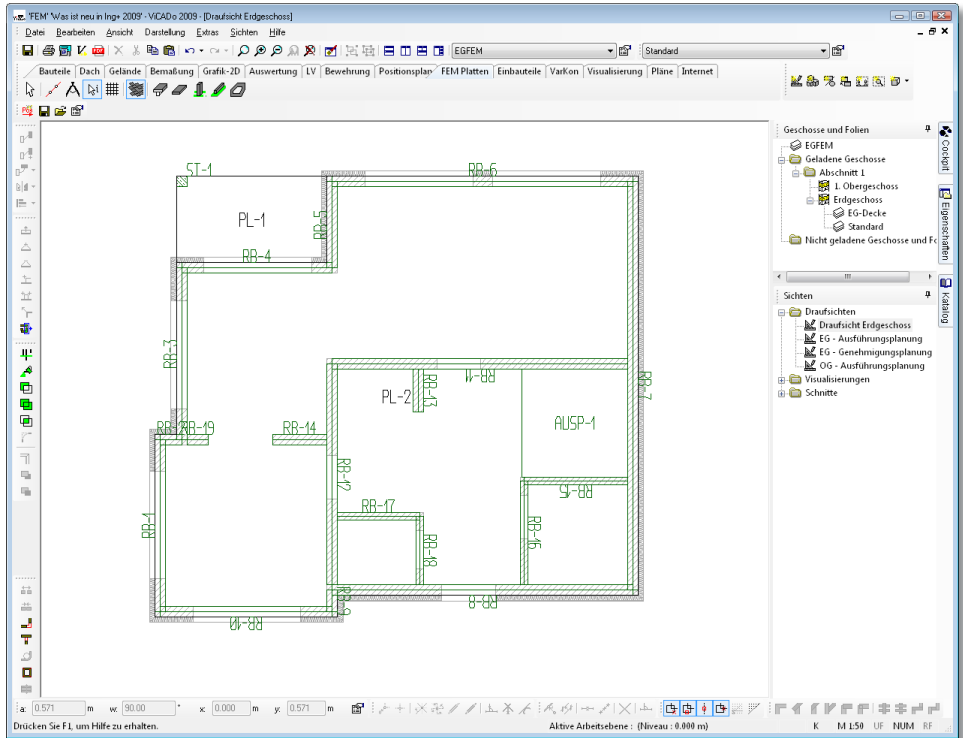 'FEM' 'Was ist neu in Ing+ 2009' - ViCADo 2009 - [Draufsicht Erdgeschoss]
Datei Bearbeiten Ansicht Darstellung Extras Sichten Hilfe
EGFEM Standard
Bauteile Dach Gelände Bemaßung Grafik-2D Auswertung LV Bewehrung Positionsplan FEM Platten Einbauteile VarKon Visualisierung Pläne Internet
Geschosse und Folien
EGFEM
Geladene Geschosse
Abschnitt 1
1. Obergeschoss
Erdgeschoss
EG-Decke
Standard
Nicht geladene Geschosse und Fo
Sichten
Draufsichten
Draufsicht Erdgeschoss
EG - Ausführungsplanung
EG - Genehmigungsplanung
OG - Ausführungsplanung
Visualisierungen
Schnitte
Cockpit
Eigenschaften
Katalog
ST-1
RB-6
PL-1
RB-5
RB-4
RB-3
RB-11
RB-7
PL-2
RB-13
AUSP-1
RB-19
RB-14
RB-12
RB-15
RB-17
RB-1
RB-16
RB-18
RB-9
RB-8
RB-10
a: 0.571 m w: 90.00 ° x: 0.000 m y: 0.571 m
Drücken Sie F1, um Hilfe zu erhalten. Aktive Arbeitsebene : (Niveau : 0.000 m) K M 1:50 UF NUM RF